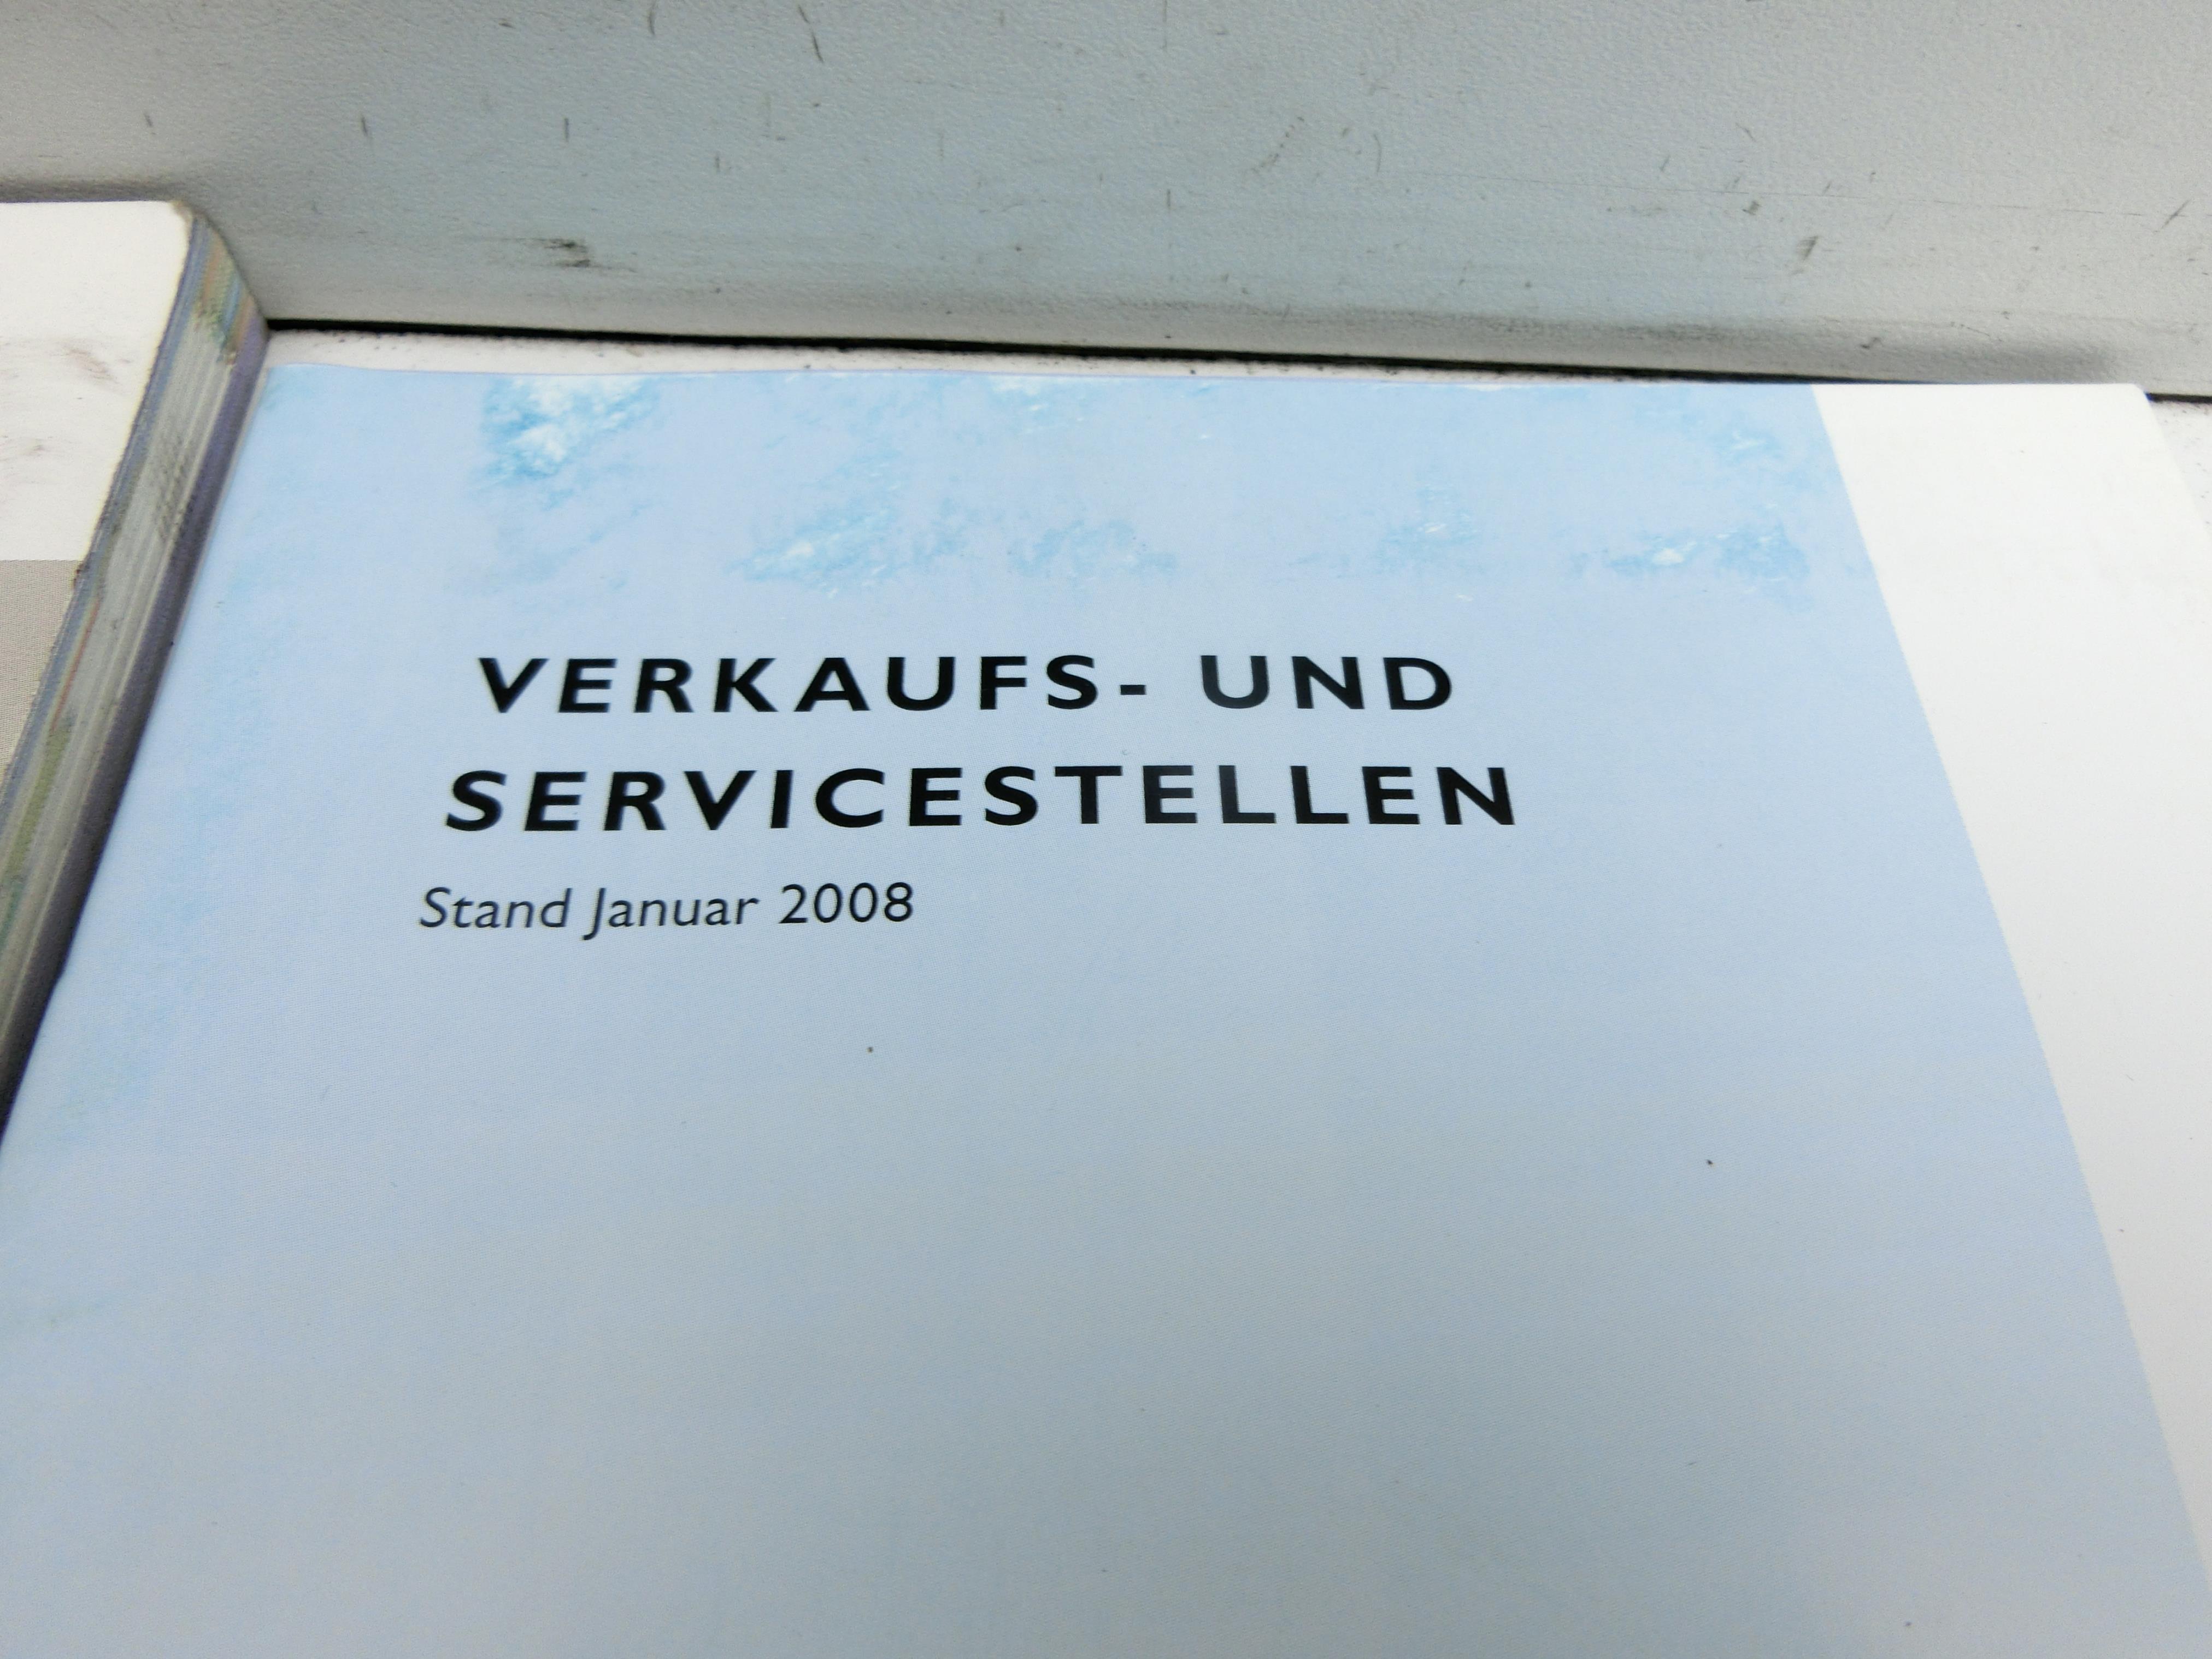 VERKAUFS- UND
SERVICESTELLEN
Stand Januar 2008